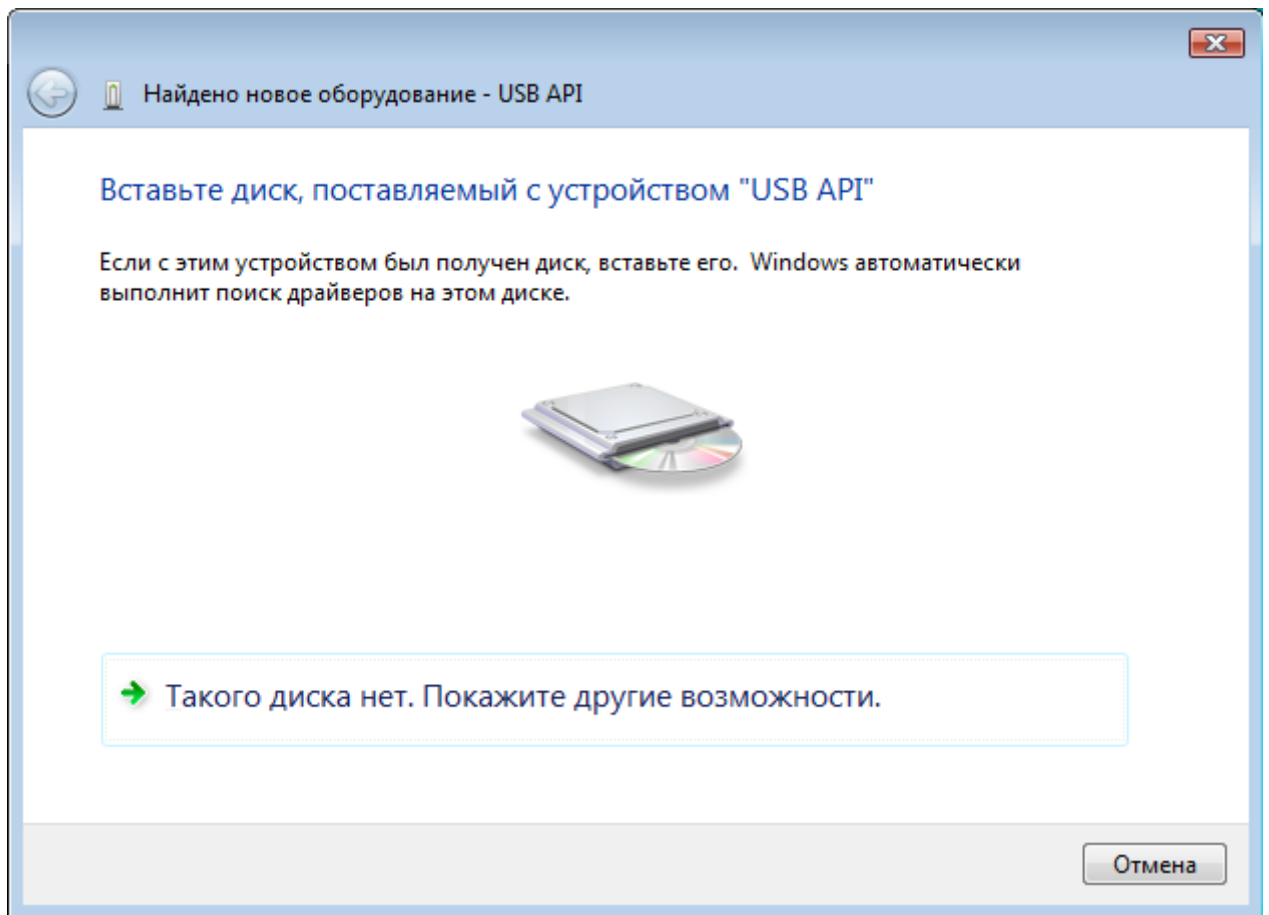 Найдено новое оборудование - USB API
Вставьте диск, поставляемый с устройством "USB API"
Если с этим устройством был получен диск, вставьте его.  Windows автоматически
выполнит поиск драйверов на этом диске.
Такого диска нет. Покажите другие возможности.
Отмена